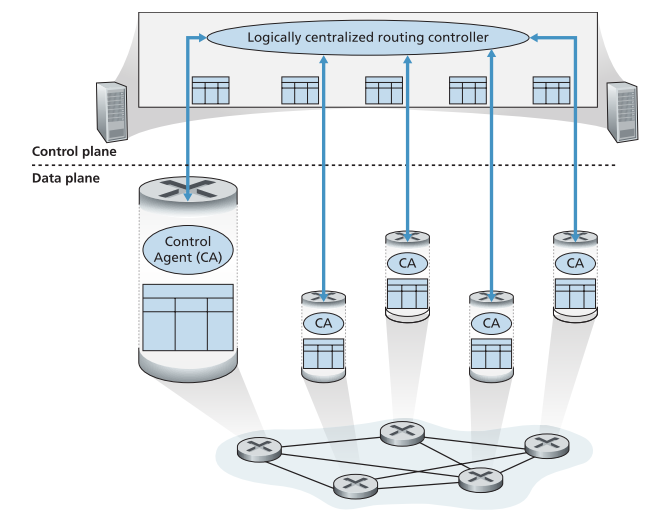 Logically centralized routing controller
Control plane
Data plane
Control
Agent (CA)
CA
CA
CA
CA